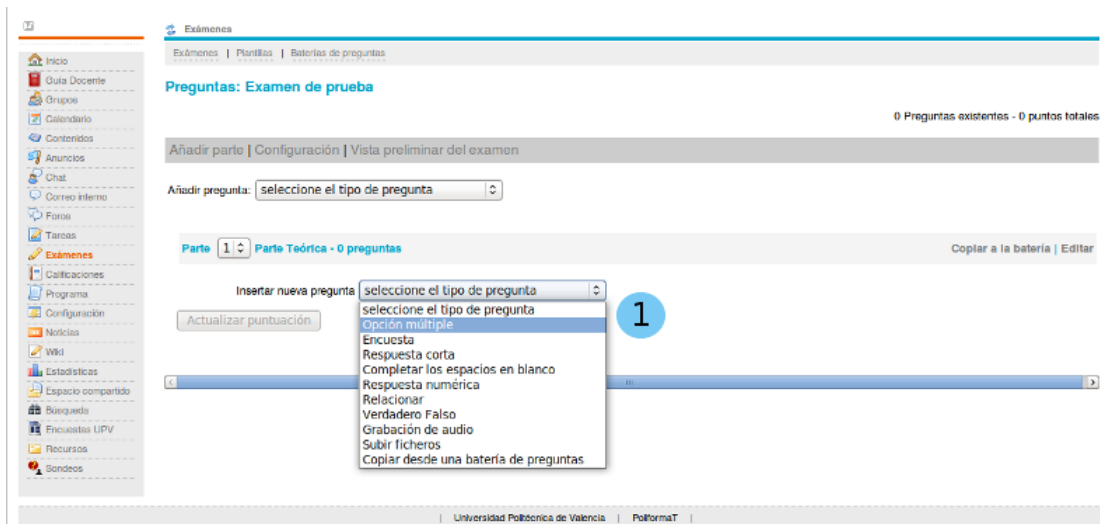 Exámenes
Exámenes | Plantillas | Baterías de preguntas
Inicio
Guía Docente
Grupos
Calendario
Contenidos
Anuncios
Chat
Correo interno
Foros
Tareas
Exámenes
Calificaciones
Programa
Configuración
Noticias
Wiki
Estadísticas
Espacio compartido
Búsqueda
Encuestas UPV
Recursos
Sondeos
Preguntas: Examen de prueba
0 Preguntas existentes - 0 puntos totales
Añadir parte | Configuración | Vista preliminar del examen
Añadir pregunta: seleccione el tipo de pregunta
Parte 1 Parte Teórica - 0 preguntas
Copiar a la batería | Editar
Insertar nueva pregunta seleccione el tipo de pregunta
seleccione el tipo de pregunta
Opción múltiple
Encuesta
Respuesta corta
Completar los espacios en blanco
Respuesta numérica
Relacionar
Verdadero Falso
Grabación de audio
Subir ficheros
Copiar desde una batería de preguntas
1
Actualizar puntuación
| Universidad Politécnica de Valencia | PoliformaT |